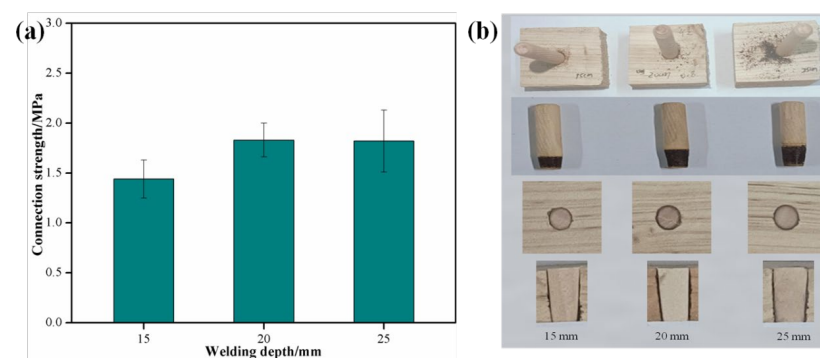 (a)
3.0
2.5
2.0
1.5
1.0
0.5
0.0
Connection strength/MPa
15
20
25
Welding depth/mm
(b)
15 mm
20 mm
25 mm